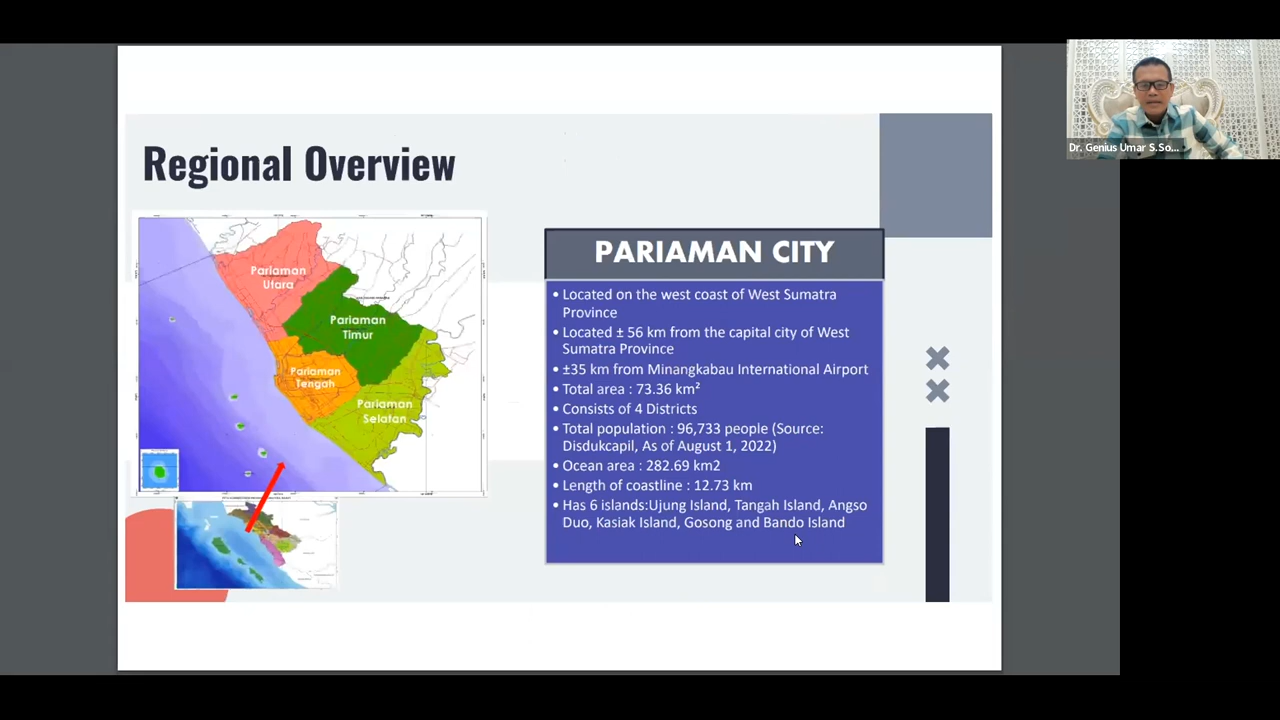 Regional Overview
Pariaman
Utara
Pariaman
Timur
Pariaman
Tengah
Pariaman
Selatan
PARIAMAN CITY
• Located on the west coast of West Sumatra
Province
• Located ± 56 km from the capital city of West
Sumatra Province
• ±35 km from Minangkabau International Airport
• Total area : 73.36 km²
• Consists of 4 Districts
• Total population : 96,733 people (Source:
Disdukcapil, As of August 1, 2022)
• Ocean area : 282.69 km2
• Length of coastline : 12.73 km
• Has 6 islands:Ujung Island, Tangah Island, Angso
Duo, Kasiak Island, Gosong and Bando Island
Dr. Genius Umar S.So...